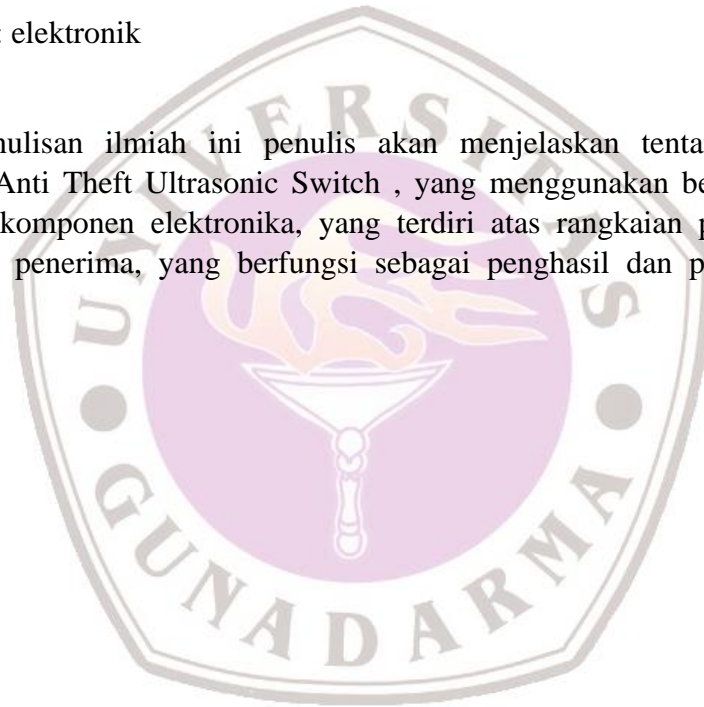 : elektronik
nulisan ilmiah ini penulis akan menjelaskan tenta
Anti Theft Ultrasonic Switch , yang menggunakan be
komponen elektronika, yang terdiri atas rangkaian p
penerima, yang berfungsi sebagai penghasil dan p
UNIVERSITAS
GUNADARMA